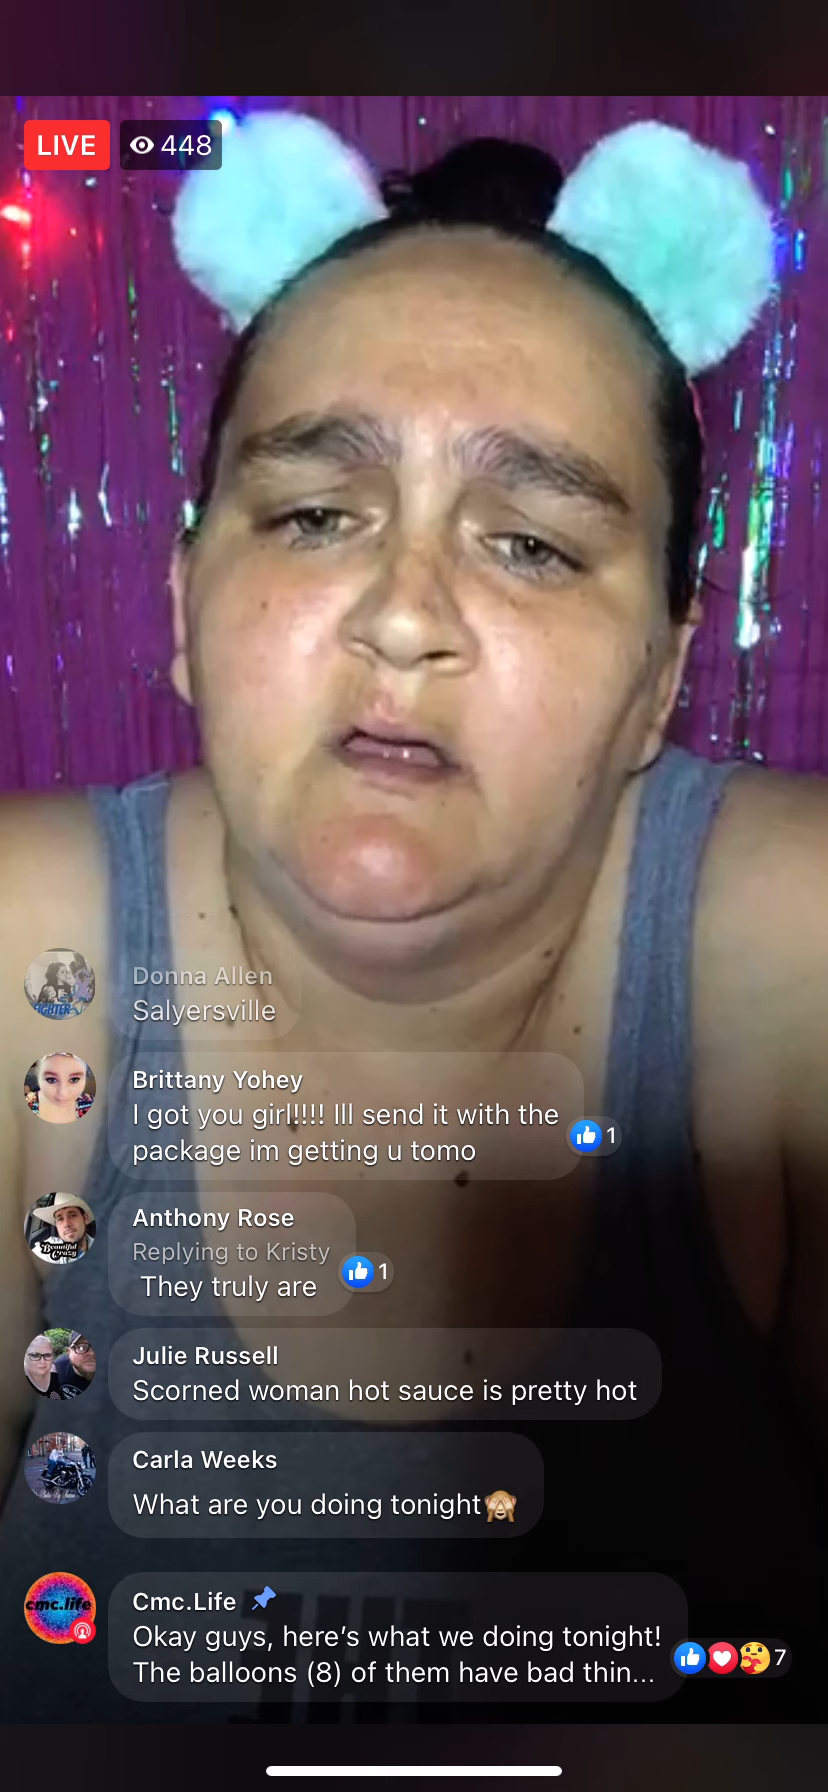 LIVE 448
Donna Allen
Salyersville
Brittany Yohey
I got you girl!!!! Ill send it with the
package im getting u tomo
1
Anthony Rose
Replying to Kristy
They truly are
1
Julie Russell
Scorned woman hot sauce is pretty hot
Carla Weeks
What are you doing tonight🙈
cmc.life
Cmc.Life
Okay guys, here's what we doing tonight!
The balloons (8) of them have bad thin...
7